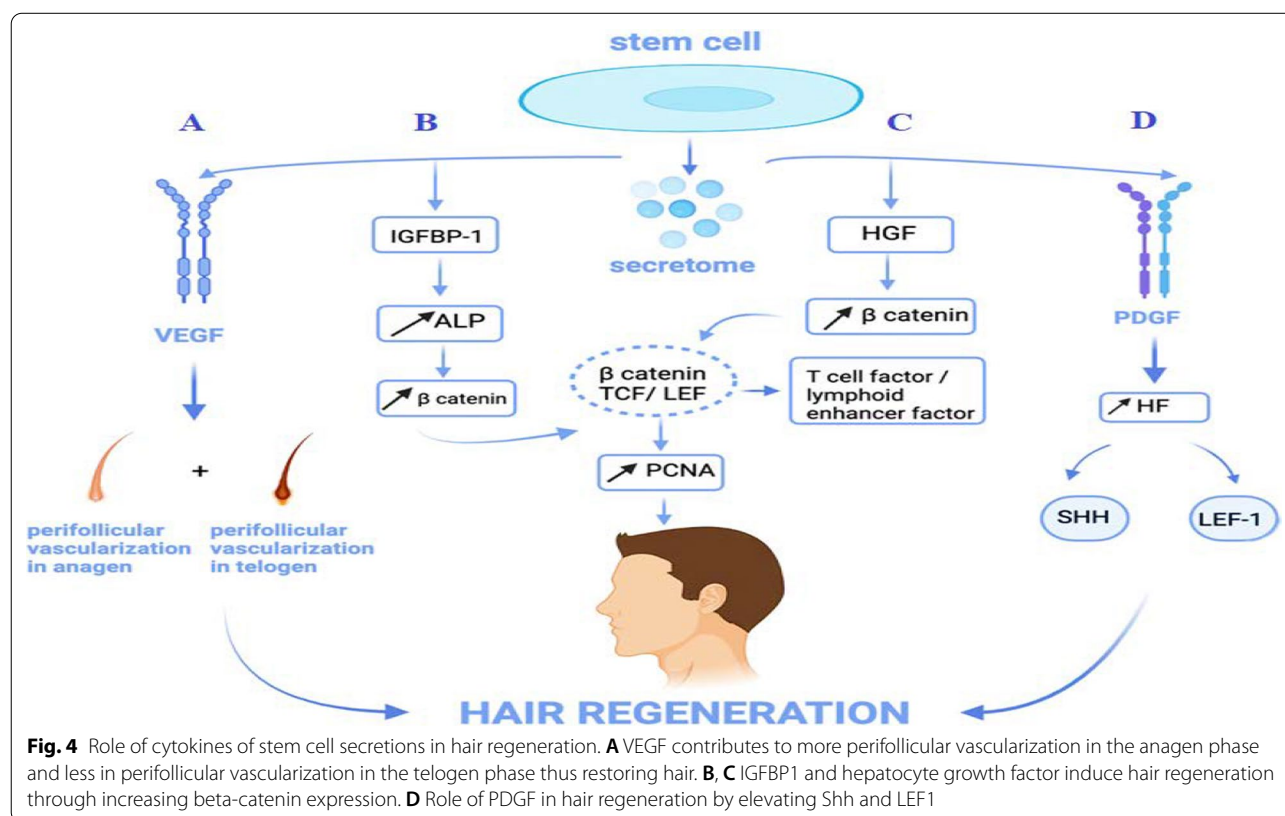 stem cell
A
B
C
D
IGFBP-1
HGF
secretome
VEGF
ALP
β catenin
PDGF
β catenin
β catenin
TCF/ LEF
T cell factor /
lymphoid
enhancer factor
HF
+
PCNA
perifollicular
vascularization
in anagen
perifollicular
vascularization
in telogen
SHH
LEF-1
HAIR REGENERATION
Fig. 4 Role of cytokines of stem cell secretions in hair regeneration. A VEGF contributes to more perifollicular vascularization in the anagen phase
and less in perifollicular vascularization in the telogen phase thus restoring hair. B, C IGFBP1 and hepatocyte growth factor induce hair regeneration
through increasing beta-catenin expression. D Role of PDGF in hair regeneration by elevating Shh and LEF1